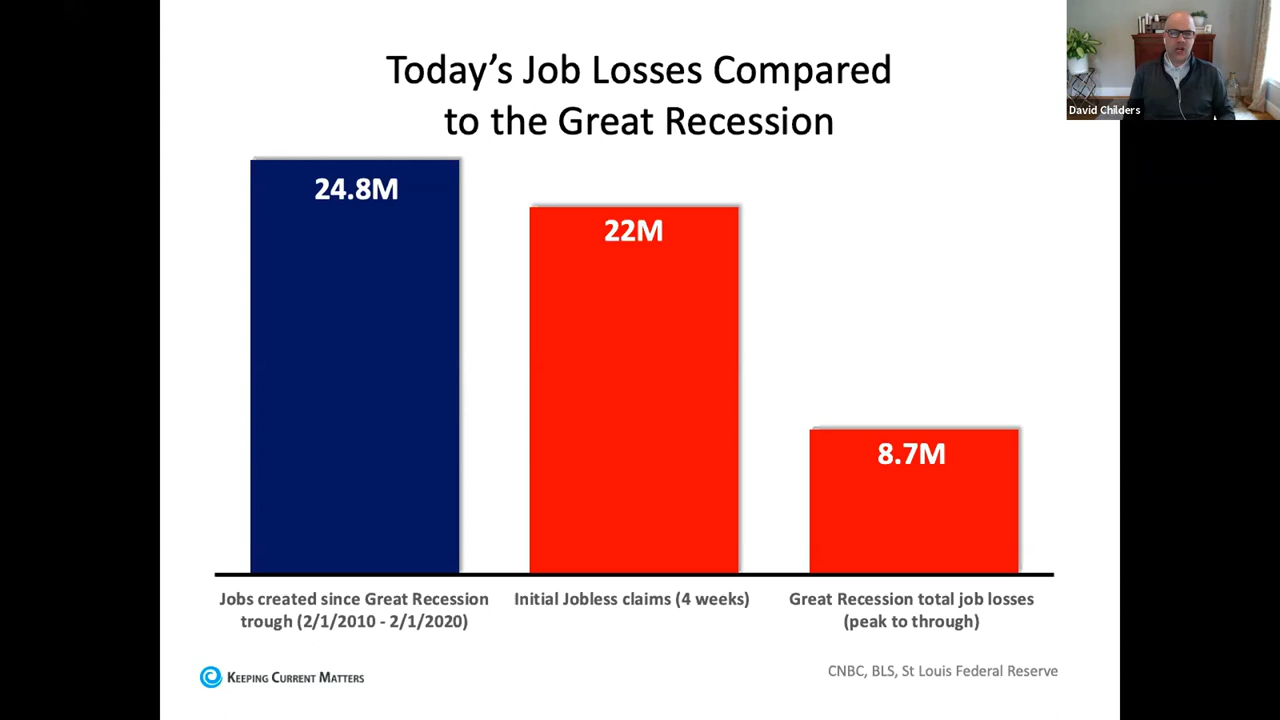 Today's Job Losses Compared
to the Great Recession
David Childers
24.8M
22M
8.7M
Jobs created since Great Recession
trough (2/1/2010 - 2/1/2020)
Initial Jobless claims (4 weeks)
Great Recession total job losses
(peak to through)
KEEPING CURRENT MATTERS
CNBC, BLS, St Louis Federal Reserve